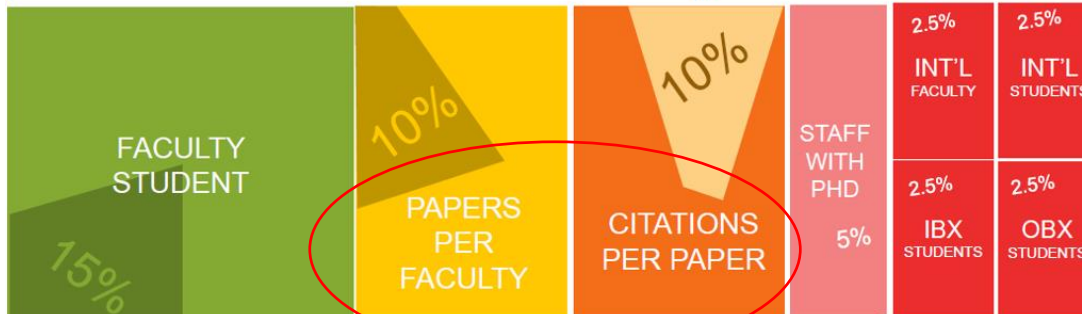 FACULTY
STUDENT
15%
10%
PAPERS
PER
FACULTY
10%
CITATIONS
PER PAPER
STAFF
WITH
PHD
5%
2.5%
INT'L
FACULTY
2.5%
INT'L
STUDENTS
2.5%
IBX
STUDENTS
2.5%
OBX
STUDENTS